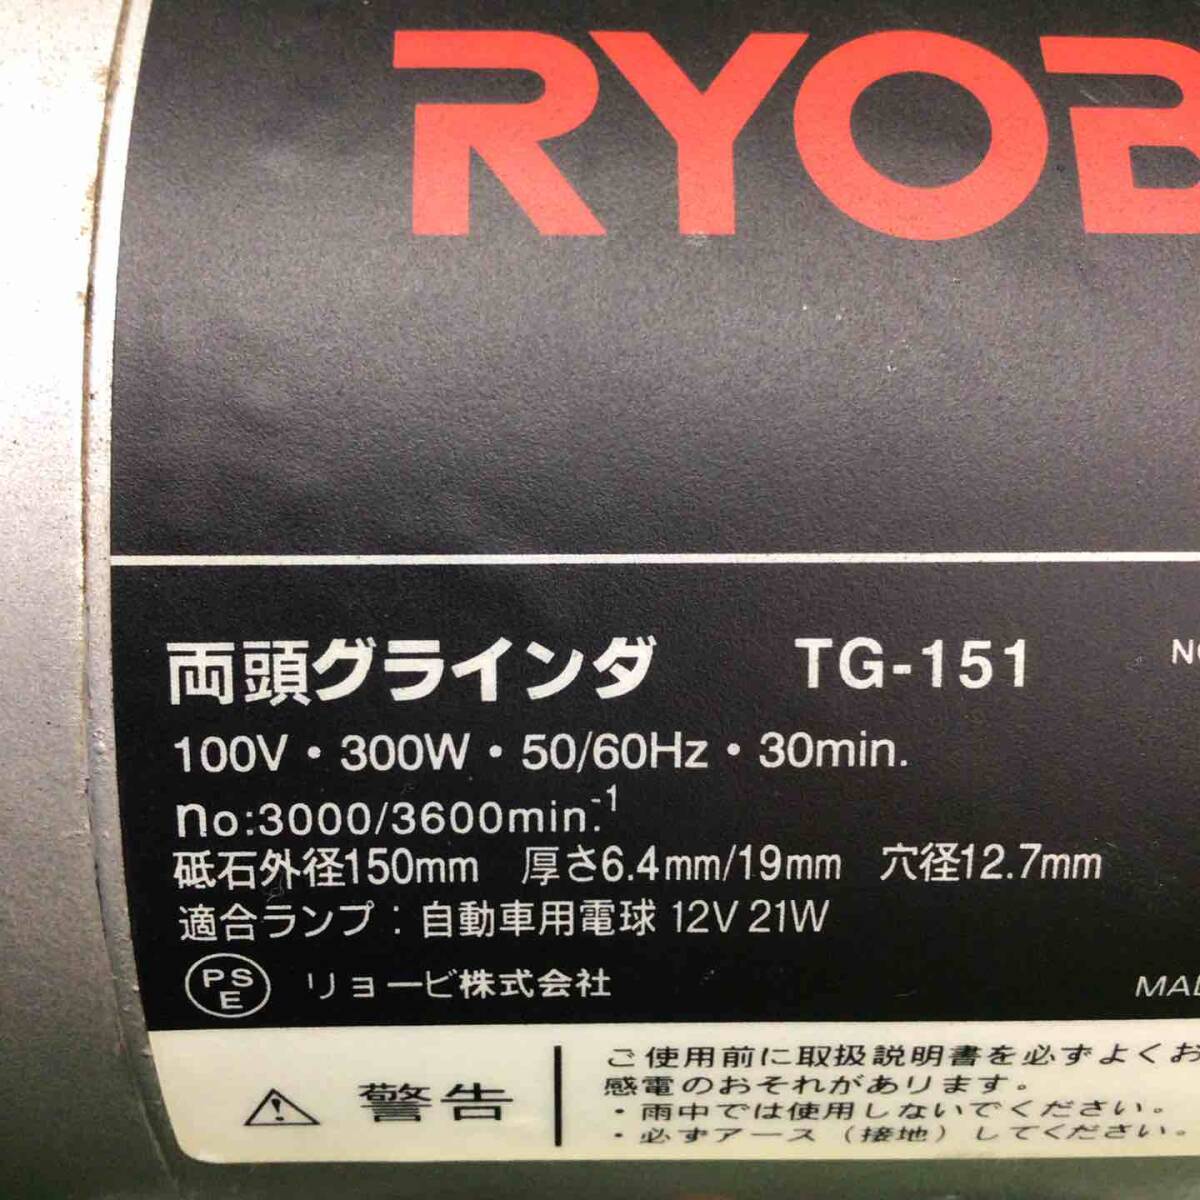 RYOB
両頭グラインダ TG-151 NO
100V・300W・50/60Hz・30min.
no:3000/3600min.-1
砥石外径150mm 厚さ6.4mm/19mm 穴径12.7mm
適合ランプ：自動車用電球 12V 21W
PSE リョービ株式会社 MAD
警告
ご使用前に取扱説明書を必ずよくお
感電のおそれがあります。
・雨中では使用しないでください。
・必ずアース（接地）してください。